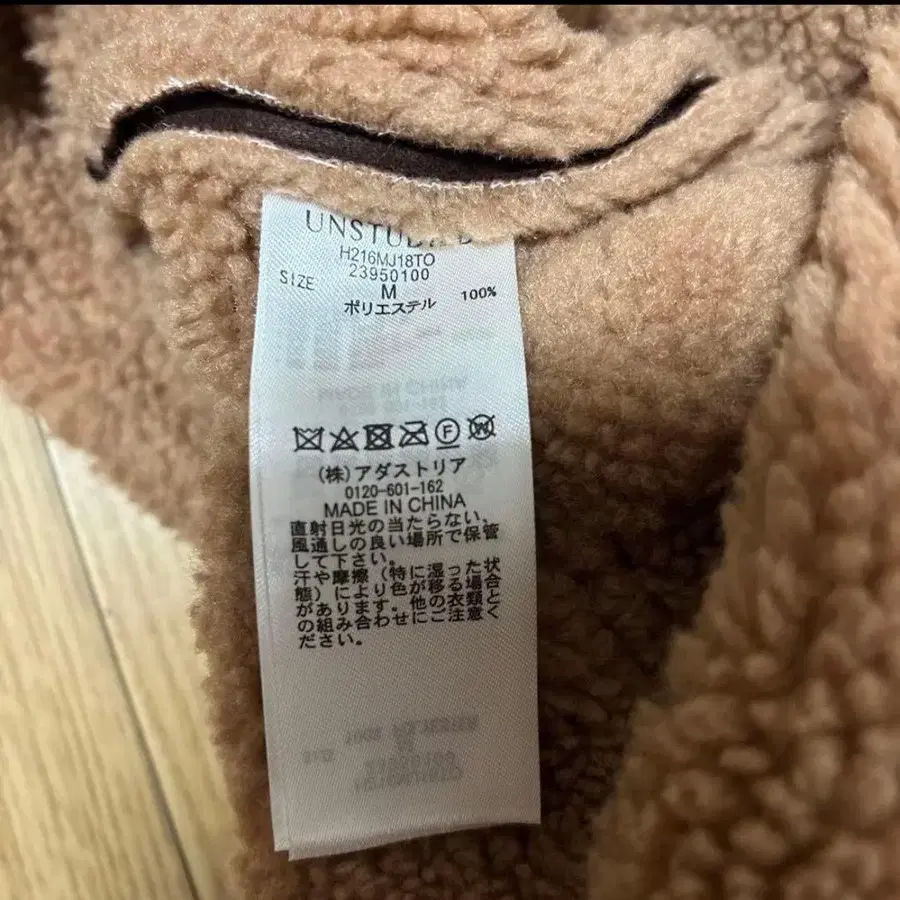 H216MJ18TO
23950100
SIZE M
ポリエステル 100%
MADE IN CHINA
F W
(株)アダストリア
0120-601-162
MADE IN CHINA
直射日光の当たらない、
風通しの良い場所で保管
して下さい。
汗や摩擦(特に湿った状
態)により色が移る場合
があります。他の衣類と
の組み合わせにご注意く
ださい。